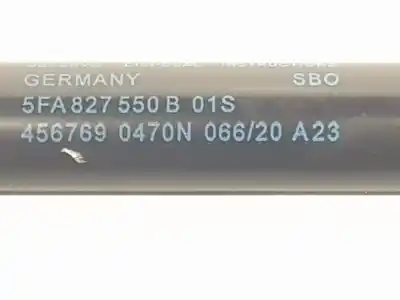 GERMANY SBO
5FA 827 550 B 01S
456769 0470N 066/20 A23